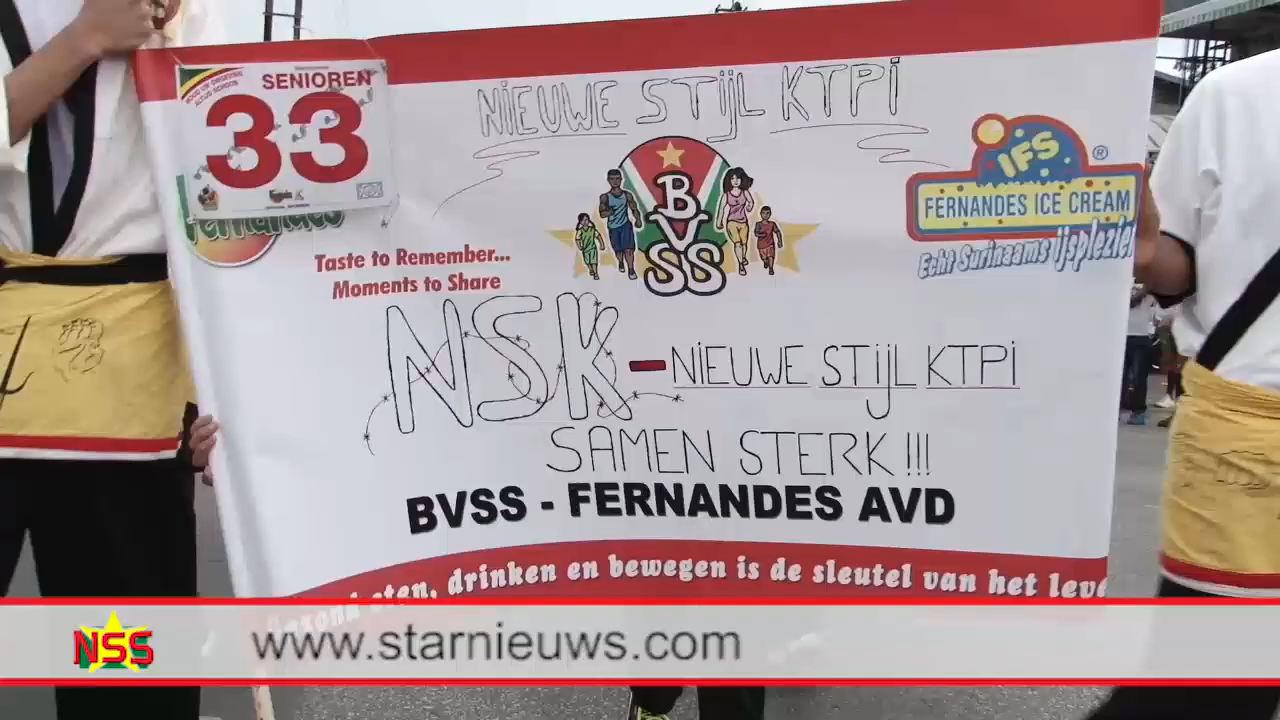 SENIOREN
33
Fernandes
NIEUWE STIJL KTPI
BVSS
IFS
®
FERNANDES ICE CREAM
Echt Surinaams ijsplezier
Taste to Remember...
Moments to Share
NSK - NIEUWE STIJL KTPI
SAMEN STERK !!!
BVSS - FERNANDES AVD
eten, drinken en bewegen is de sleutel van het
NSS
www.starnieuws.com